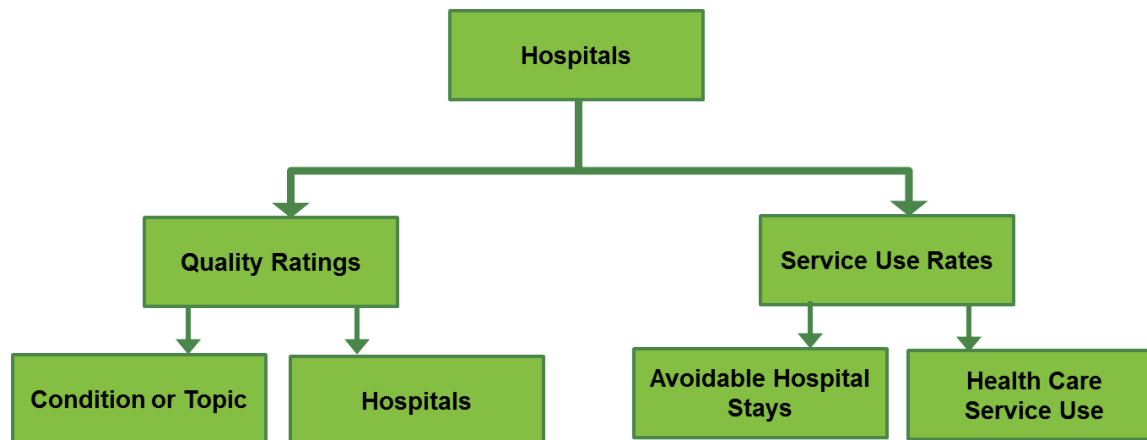 Hospitals
Quality Ratings
Service Use Rates
Condition or Topic
Hospitals
Avoidable Hospital
Stays
Health Care
Service Use